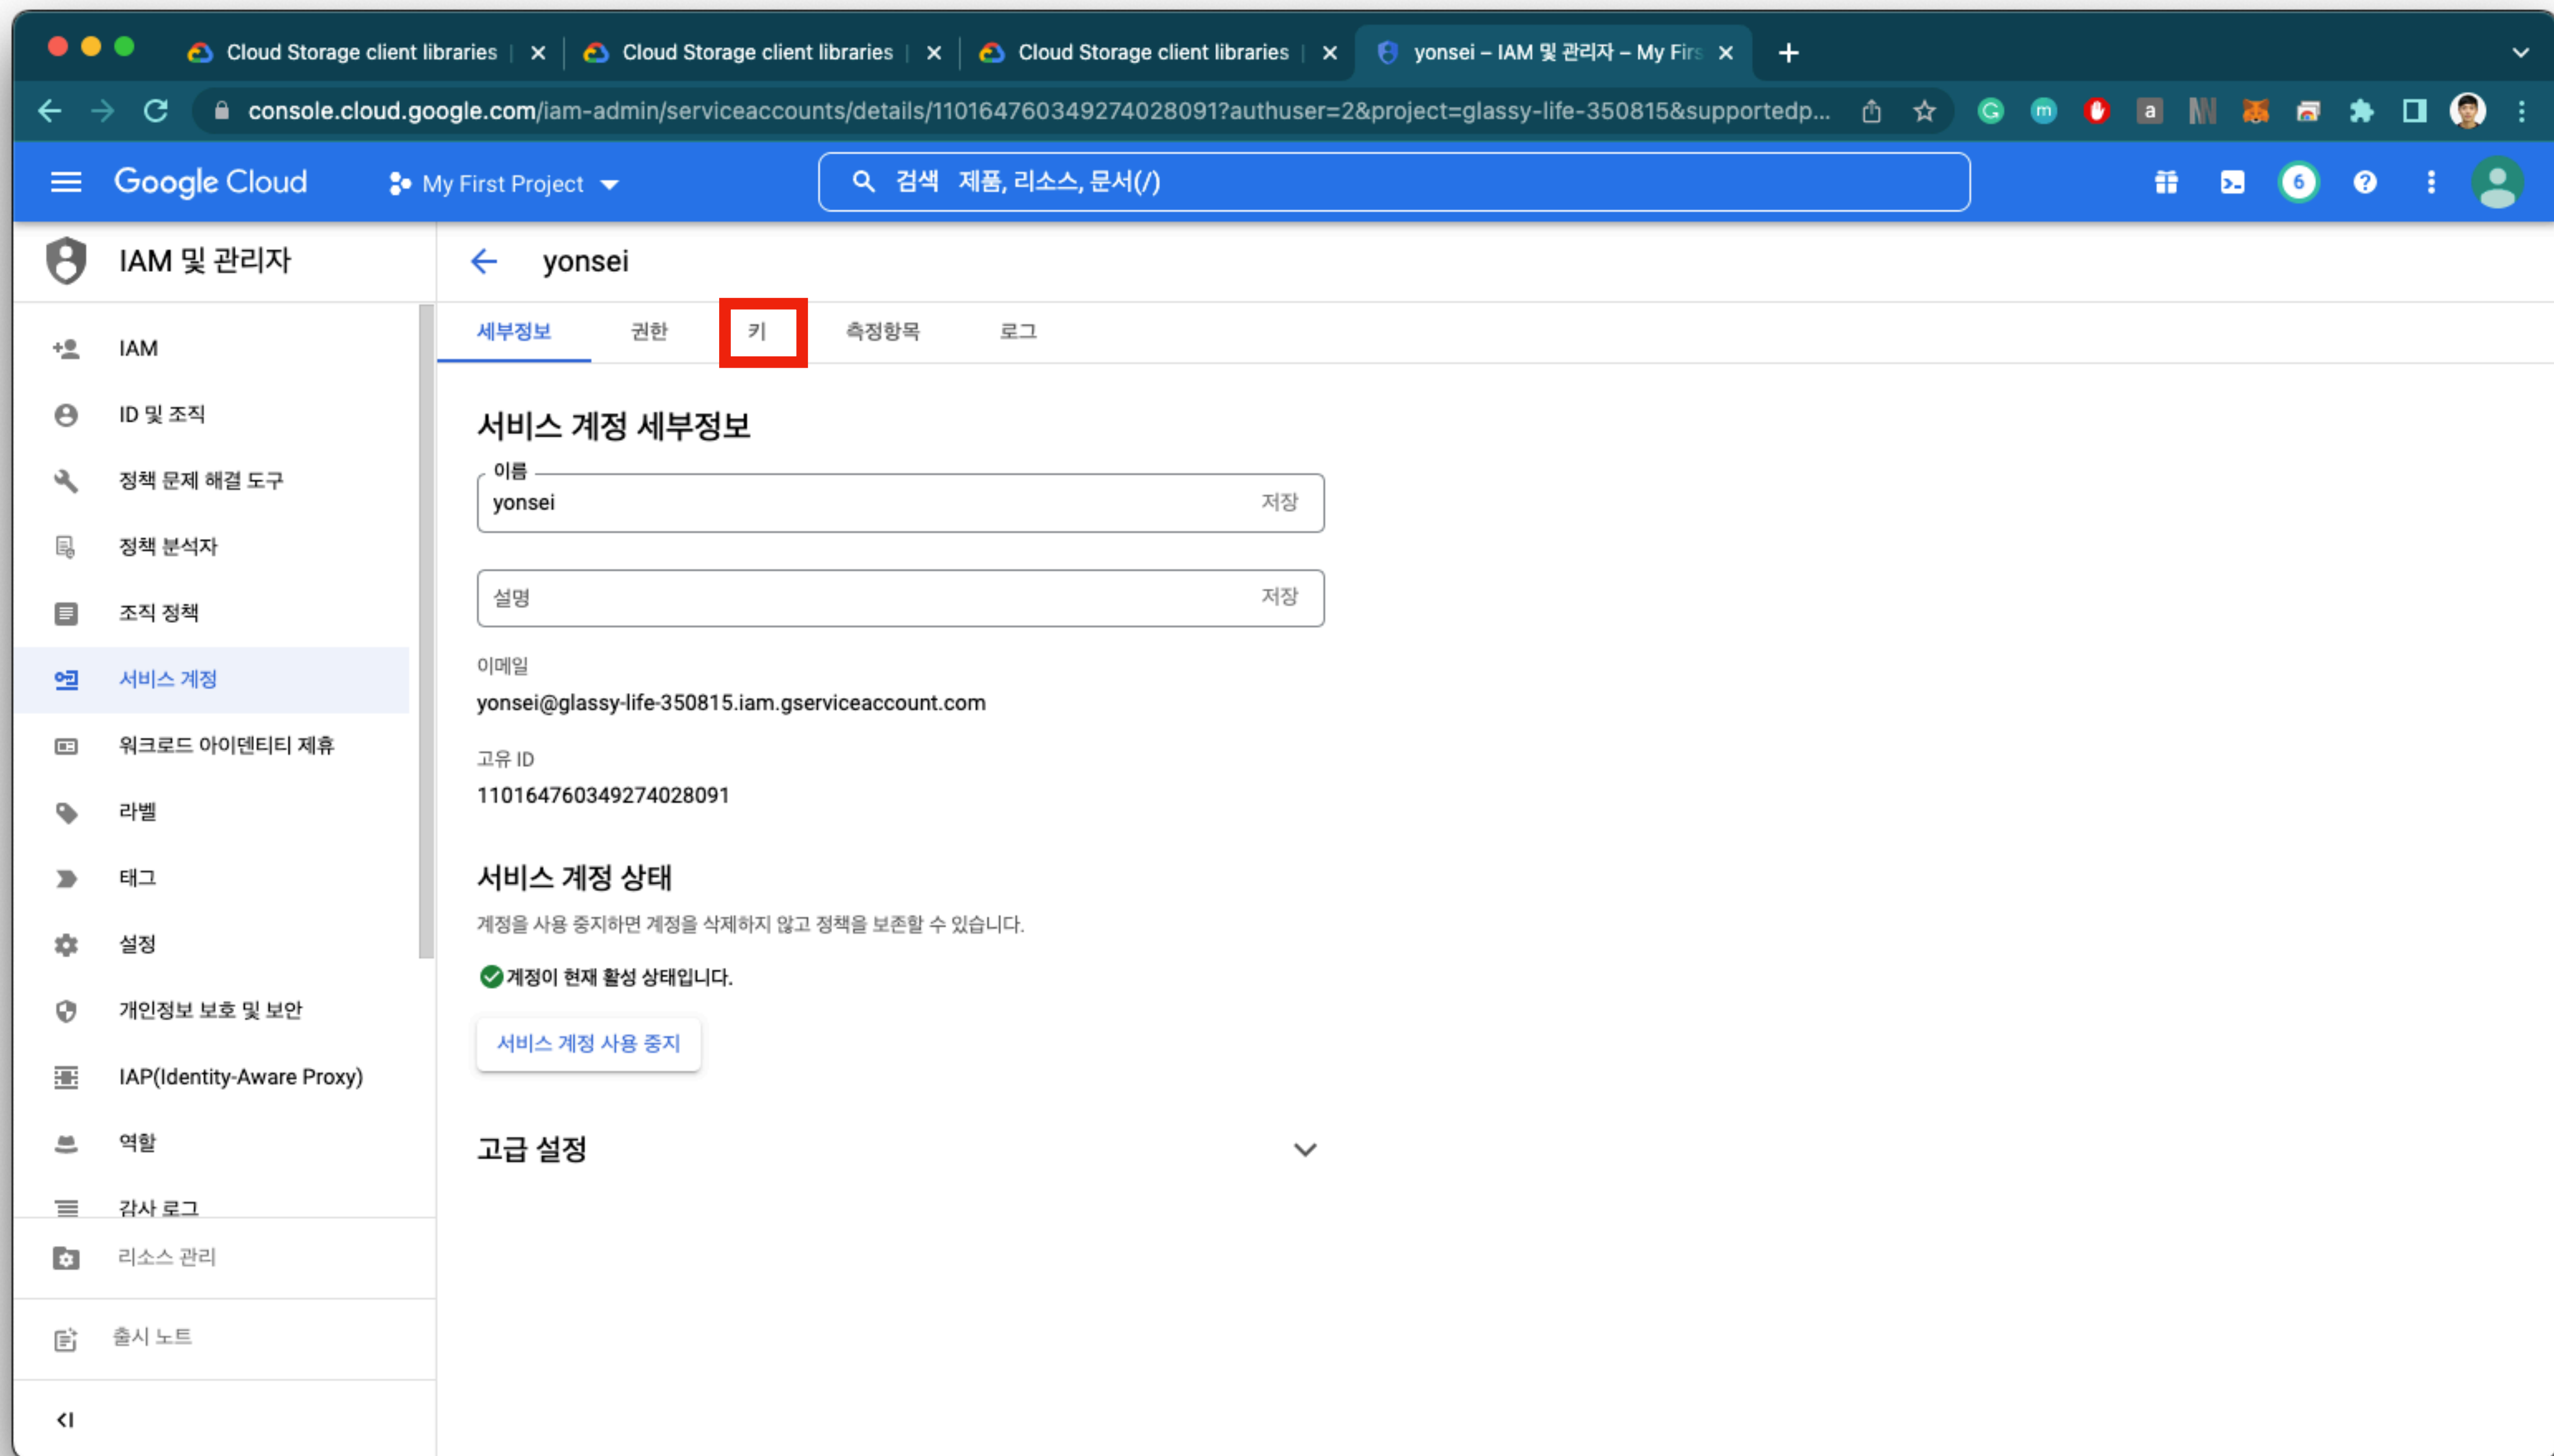 Cloud Storage client libraries
Cloud Storage client libraries
Cloud Storage client libraries
yonsei – IAM 및 관리자 – My Firs
console.cloud.google.com/iam-admin/serviceaccounts/details/110164760349274028091?authuser=2&project=glassy-life-350815&supportedp...
Google Cloud
My First Project
검색 제품, 리소스, 문서(/)
6
IAM 및 관리자
yonsei
세부정보 권한 키 측정항목 로그
IAM
ID 및 조직
정책 문제 해결 도구
정책 분석자
조직 정책
서비스 계정
워크로드 아이덴티티 제휴
라벨
태그
설정
개인정보 보호 및 보안
IAP(Identity-Aware Proxy)
역할
감사 로그
리소스 관리
출시 노트
서비스 계정 세부정보
이름
yonsei 저장
설명 저장
이메일
yonsei@glassy-life-350815.iam.gserviceaccount.com
고유 ID
110164760349274028091
서비스 계정 상태
계정을 사용 중지하면 계정을 삭제하지 않고 정책을 보존할 수 있습니다.
계정이 현재 활성 상태입니다.
서비스 계정 사용 중지
고급 설정